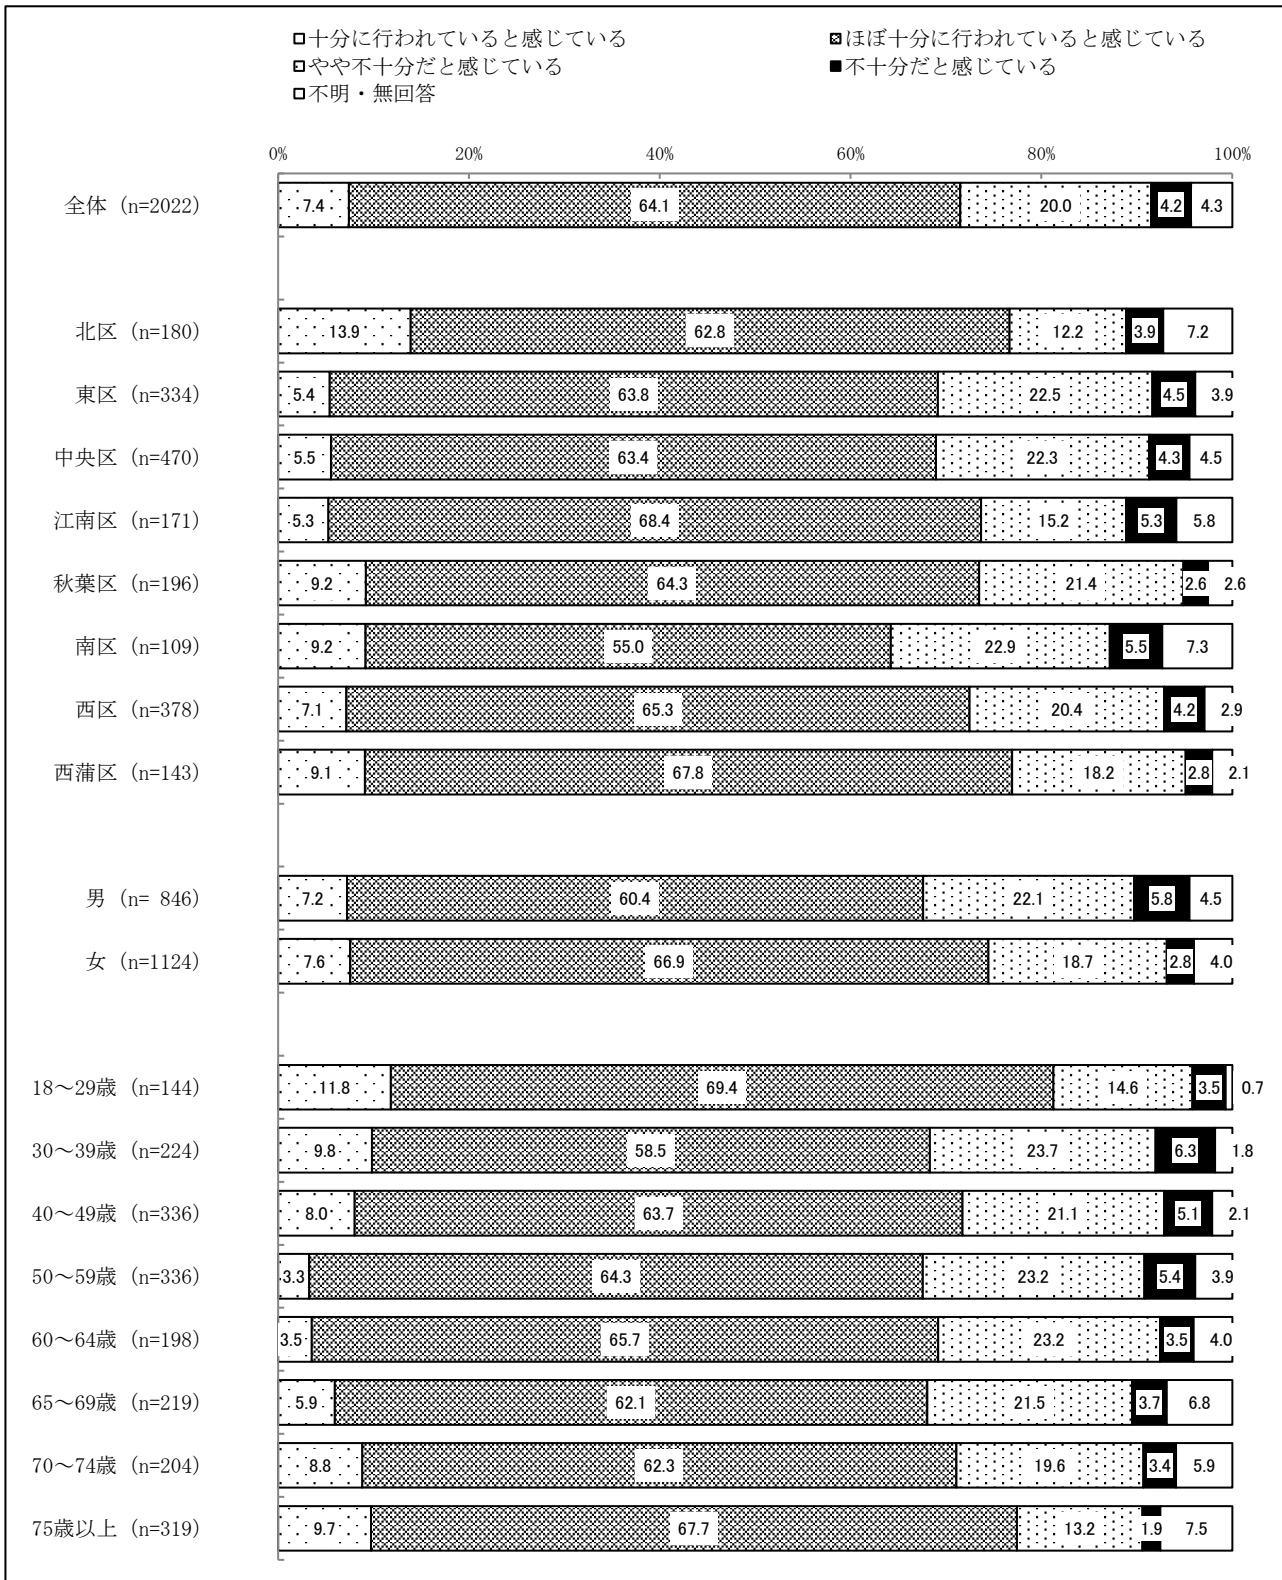 □十分に行われていると感じている ▩ほぼ十分に行われていると感じている
□やや不十分だと感じている ■不十分だと感じている
□不明・無回答
0% 20% 40% 60% 80% 100%
全体 (n=2022) 7.4 64.1 20.0 4.2 4.3
北区 (n=180) 13.9 62.8 12.2 3.9 7.2
東区 (n=334) 5.4 63.8 22.5 4.5 3.9
中央区 (n=470) 5.5 63.4 22.3 4.3 4.5
江南区 (n=171) 5.3 68.4 15.2 5.3 5.8
秋葉区 (n=196) 9.2 64.3 21.4 2.6 2.6
南区 (n=109) 9.2 55.0 22.9 5.5 7.3
西区 (n=378) 7.1 65.3 20.4 4.2 2.9
西蒲区 (n=143) 9.1 67.8 18.2 2.8 2.1
男 (n= 846) 7.2 60.4 22.1 5.8 4.5
女 (n=1124) 7.6 66.9 18.7 2.8 4.0
18～29歳 (n=144) 11.8 69.4 14.6 3.5 0.7
30～39歳 (n=224) 9.8 58.5 23.7 6.3 1.8
40～49歳 (n=336) 8.0 63.7 21.1 5.1 2.1
50～59歳 (n=336) 3.3 64.3 23.2 5.4 3.9
60～64歳 (n=198) 3.5 65.7 23.2 3.5 4.0
65～69歳 (n=219) 5.9 62.1 21.5 3.7 6.8
70～74歳 (n=204) 8.8 62.3 19.6 3.4 5.9
75歳以上 (n=319) 9.7 67.7 13.2 1.9 7.5